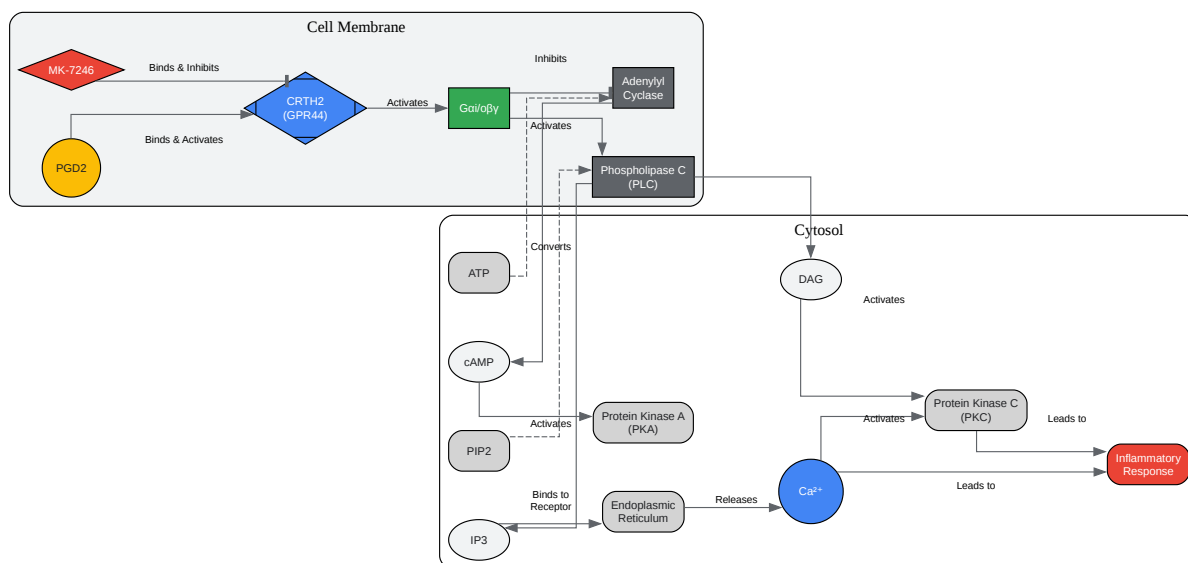 Cell Membrane
MK-7246
Binds & Inhibits
Inhibits
Adenylyl
Cyclase
CRTH2
(GPR44)
Activates
Gαi/oβγ
Activates
Binds & Activates
PGD2
Phospholipase C
(PLC)
Cytosol
Converts
ATP
DAG
Activates
cAMP
Protein Kinase A
(PKA)
Activates
PIP2
Protein Kinase C
(PKC)
Activates
Leads to
Inflammatory
Response
Leads to
Ca²⁺
Binds to
Receptor
Endoplasmic
Reticulum
Releases
IP3